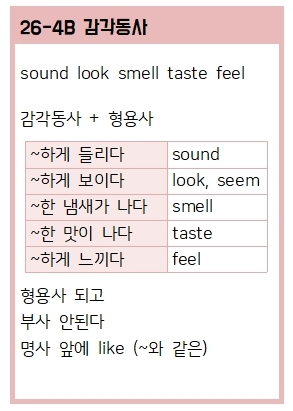 26-4B 감각동사
sound look smell taste feel
감각동사 + 형용사
~하게 들리다 sound
~하게 보이다 look, seem
~한 냄새가 나다 smell
~한 맛이 나다 taste
~하게 느끼다 feel
형용사 되고
부사 안된다
명사 앞에 like (~와 같은)